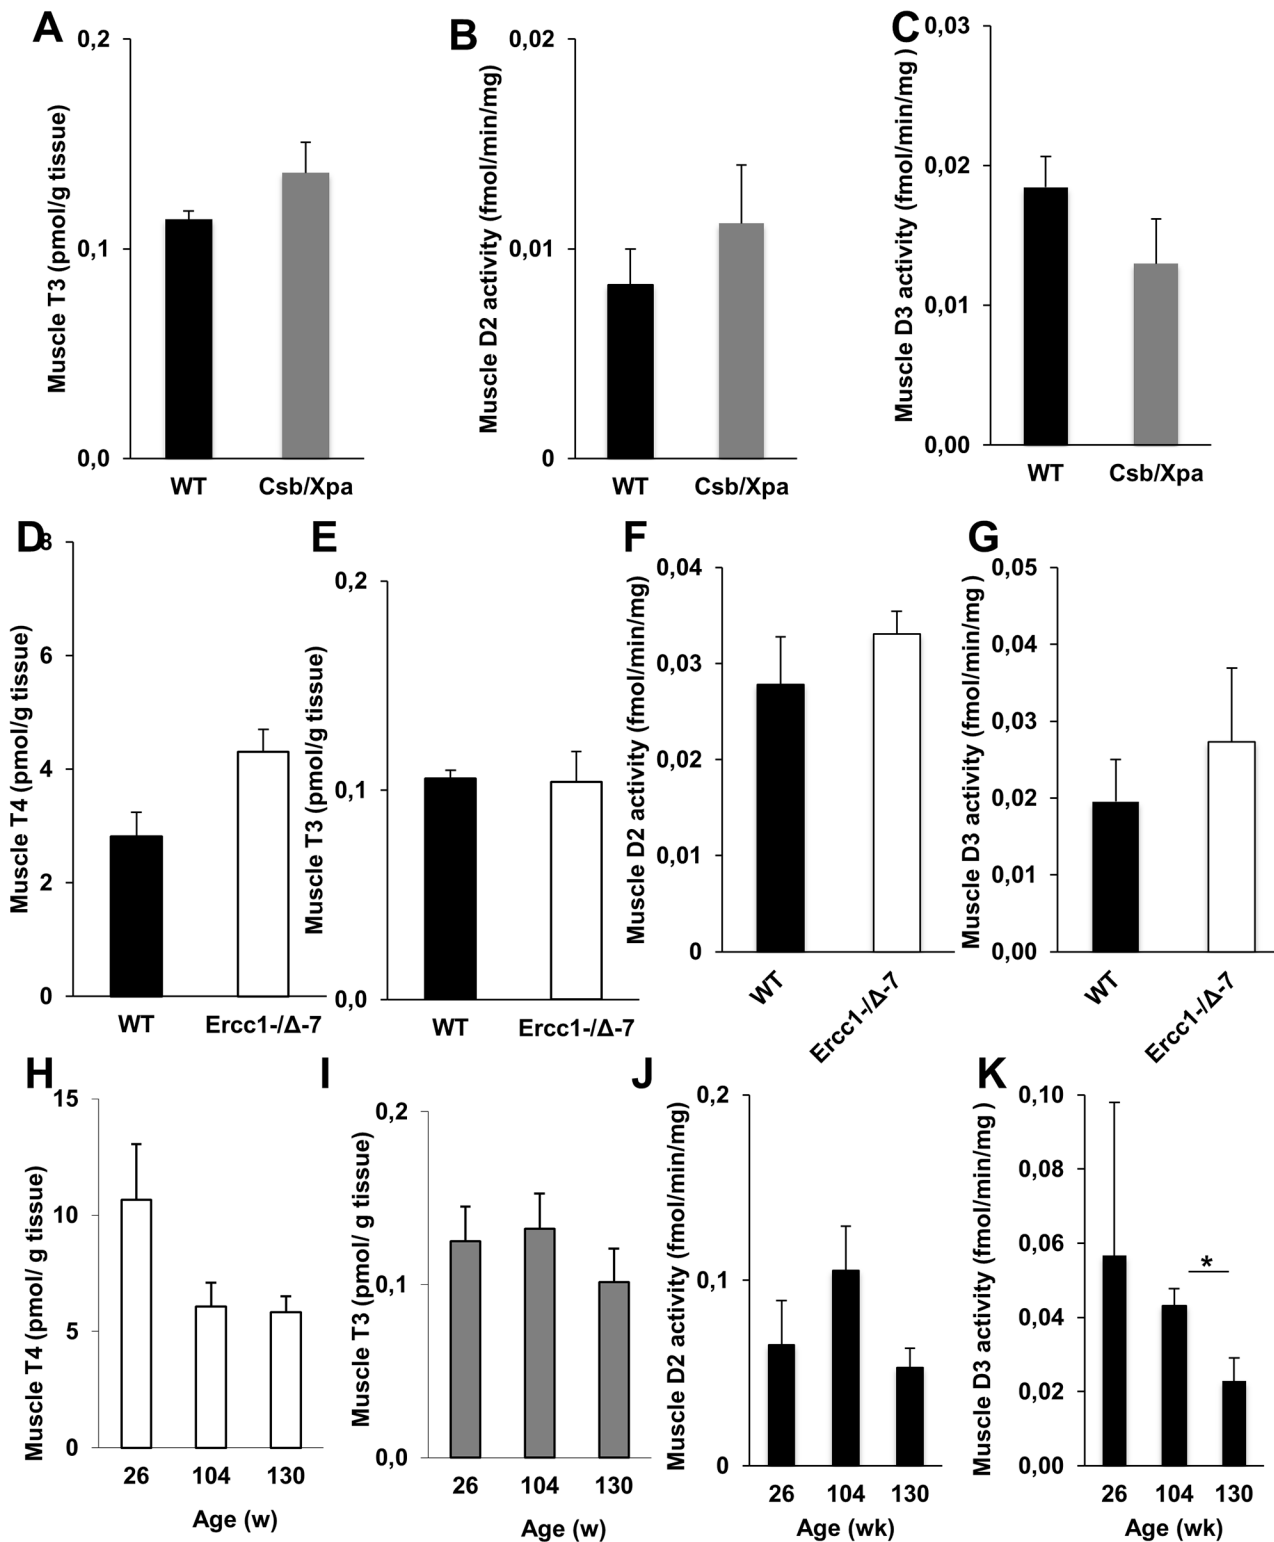 A
Muscle T3 (pmol/g tissue)
0,2
0,1
0,0
WT
Csb/Xpa
B
Muscle D2 activity (fmol/min/mg)
0,02
0,01
0
WT
Csb/Xpa
C
Muscle D3 activity (fmol/min/mg )
0,03
0,02
0,01
0,00
WT
Csb/Xpa
D
Muscle T4 (pmol/g tissue)
8
6
4
2
0
WT
Ercc1-/Δ-7
E
Muscle T3 (pmol/g tissue)
0,2
0,1
0,0
WT
Ercc1-/Δ-7
F
Muscle D2 activity (fmol/min/mg)
0,04
0,03
0,02
0,01
0
WT
Ercc1-/Δ-7
G
Muscle D3 activity (fmol/min/mg)
0,05
0,04
0,03
0,02
0,01
0,00
WT
Ercc1-/Δ-7
H
Muscle T4 (pmol/ g tissue)
15
10
5
0
26 104 130
Age (w)
I
Muscle T3 (pmol/ g tissue)
0,2
0,1
0,0
26 104 130
Age (w)
J
Muscle D2 activity (fmol/min/mg)
0,2
0,1
0
26 104 130
Age (wk)
K
Muscle D3 activity (fmol/min/mg )
0,10
0,08
0,06
0,04
0,02
0,00
*
26 104 130
Age (wk)